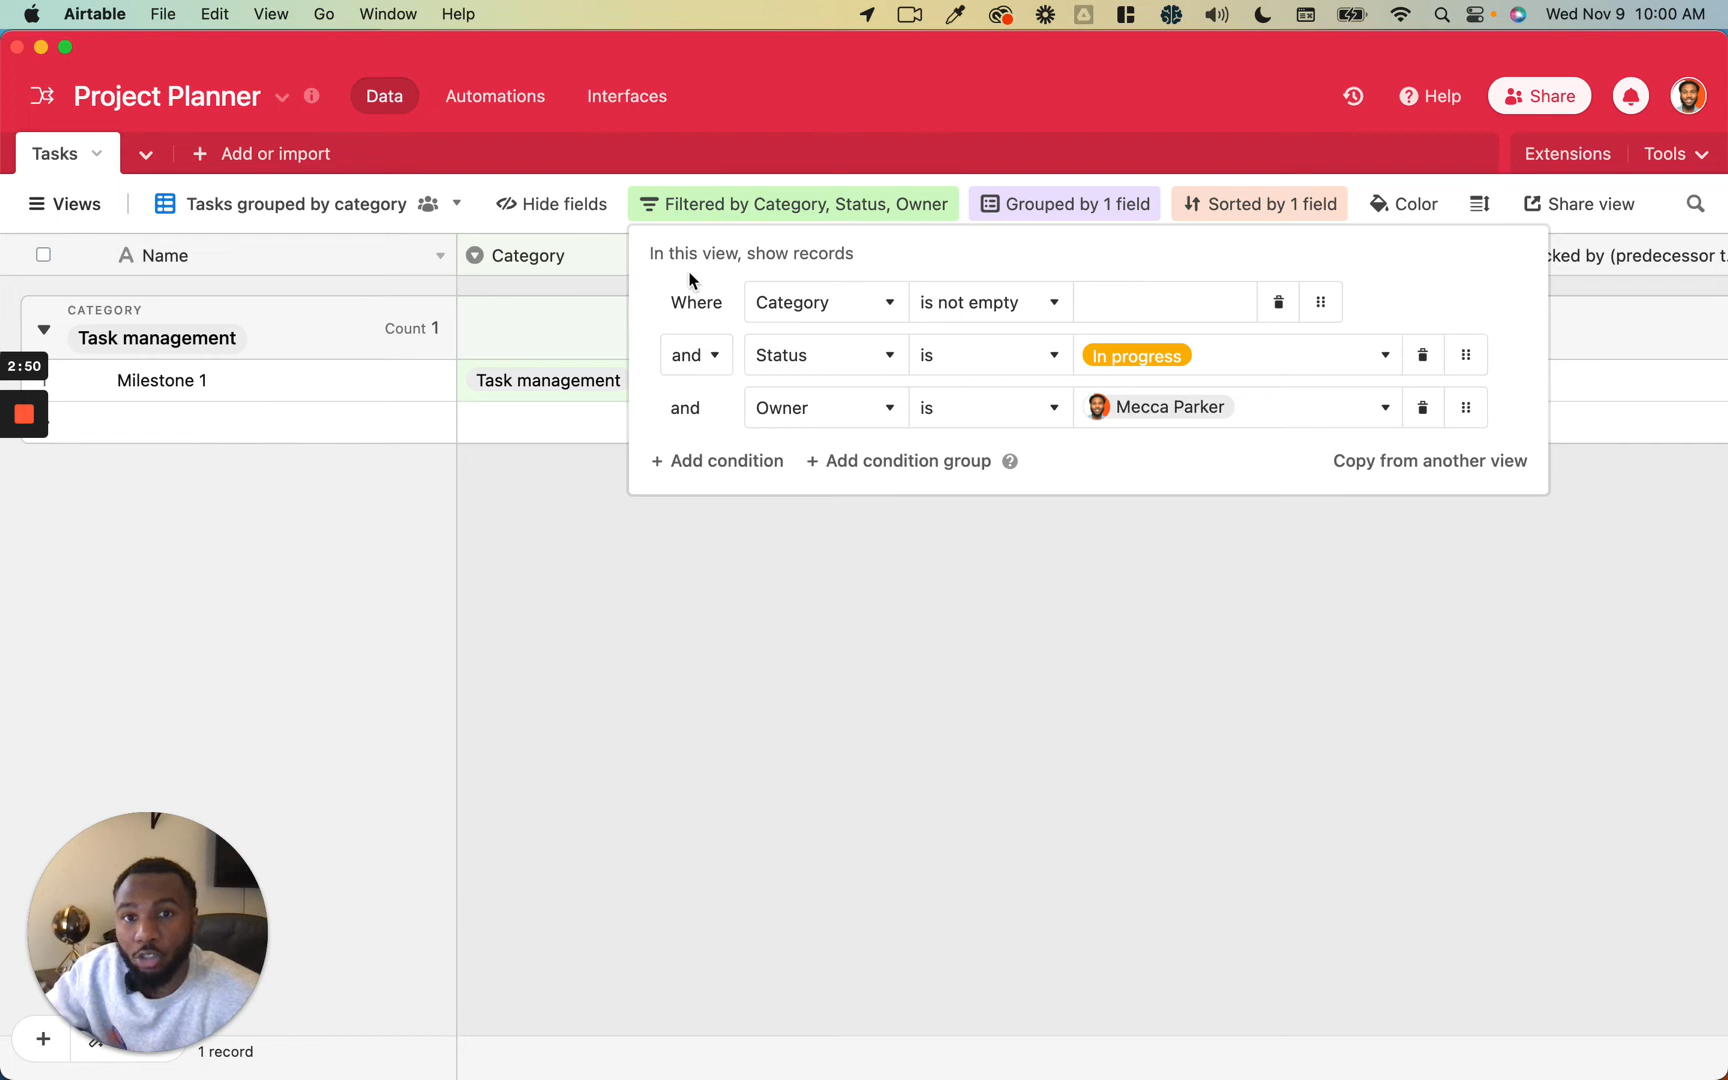 Airtable File Edit View Go Window Help Wed Nov 9 10:00 AM
Project Planner Data Automations Interfaces Help Share
Tasks + Add or import Extensions Tools
Views Tasks grouped by category Hide fields Filtered by Category, Status, Owner Grouped by 1 field Sorted by 1 field Color Share view
A Name Category cked by (predecessor t.
In this view, show records
Where Category is not empty
and Status is In progress
and Owner is Mecca Parker
+ Add condition + Add condition group ? Copy from another view
CATEGORY
Task management Count 1
2:50
Milestone 1 Task management
+ 1 record